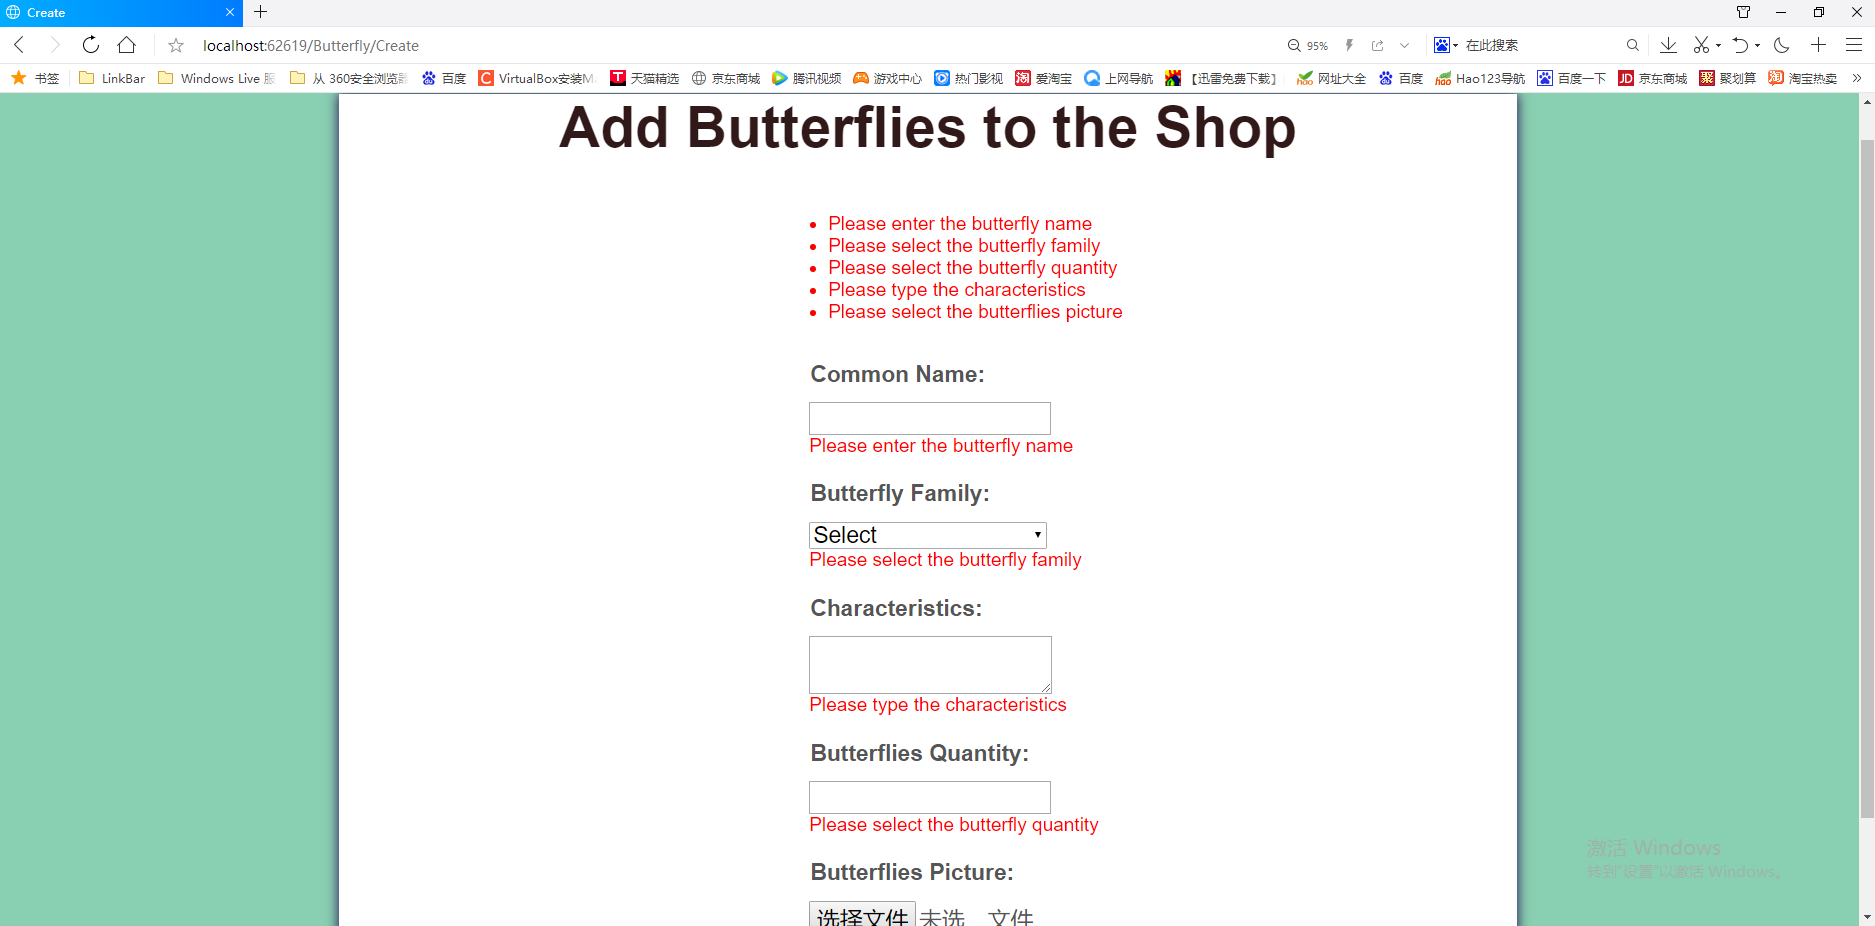 Create
localhost:62619/Butterfly/Create
95%
在此搜索
书签
LinkBar
Windows Live 服
从 360安全浏览器
百度
VirtualBox安装M
天猫精选
京东商城
腾讯视频
游戏中心
热门影视
爱淘宝
上网导航
【迅雷免费下载】
网址大全
百度
Hao123导航
百度一下
京东商城
聚划算
淘宝热卖
Add Butterflies to the Shop
Please enter the butterfly name
Please select the butterfly family
Please select the butterfly quantity
Please type the characteristics
Please select the butterflies picture
Common Name:
Please enter the butterfly name
Butterfly Family:
Select
Please select the butterfly family
Characteristics:
Please type the characteristics
Butterflies Quantity:
Please select the butterfly quantity
Butterflies Picture:
选择文件 未选 文件
激活 Windows
转到"设置"以激活 Windows。